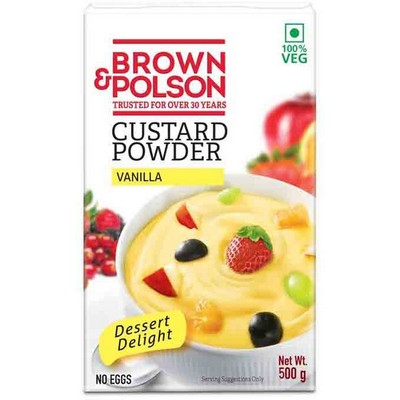 BROWN
& POLSON
TRUSTED FOR OVER 30 YEARS
100%
VEG
CUSTARD
POWDER
VANILLA
Dessert
Delight
NO EGGS
Serving Suggestions Only
Net Wt.
500 g